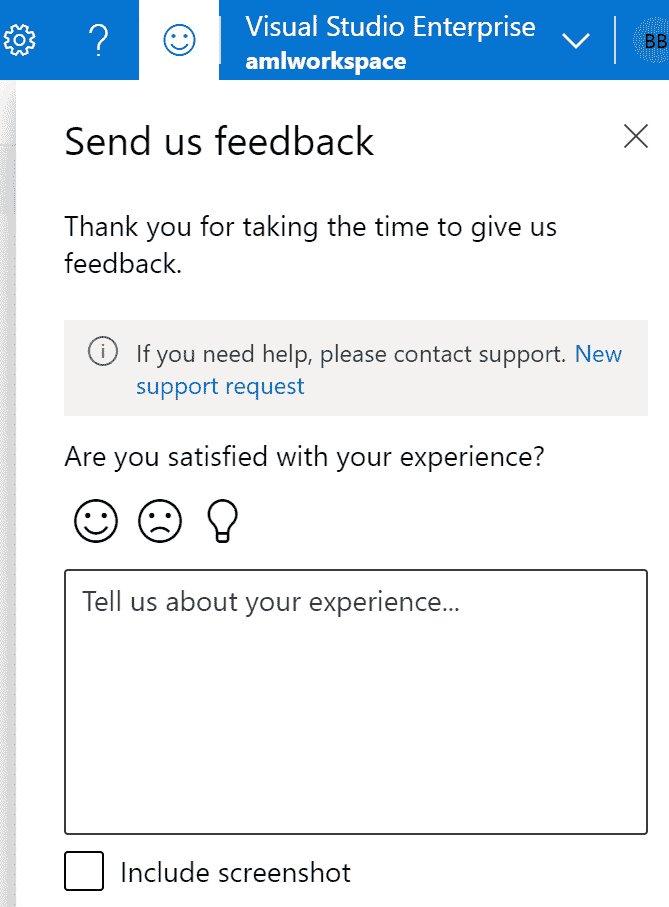 Visual Studio Enterprise
amlworkspace
BB
Send us feedback
Thank you for taking the time to give us
feedback.
If you need help, please contact support. New
support request
Are you satisfied with your experience?
Tell us about your experience...
Include screenshot